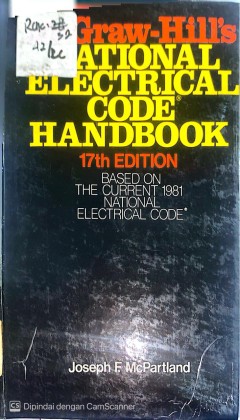 Graw-Hill's
NATIONAL
ELECTRICAL
CODE®
HANDBOOK
17th EDITION
BASED ON
THE CURRENT 1981
NATIONAL
ELECTRICAL CODE*
Joseph F. McPartland
CS Dipindai dengan CamScanner